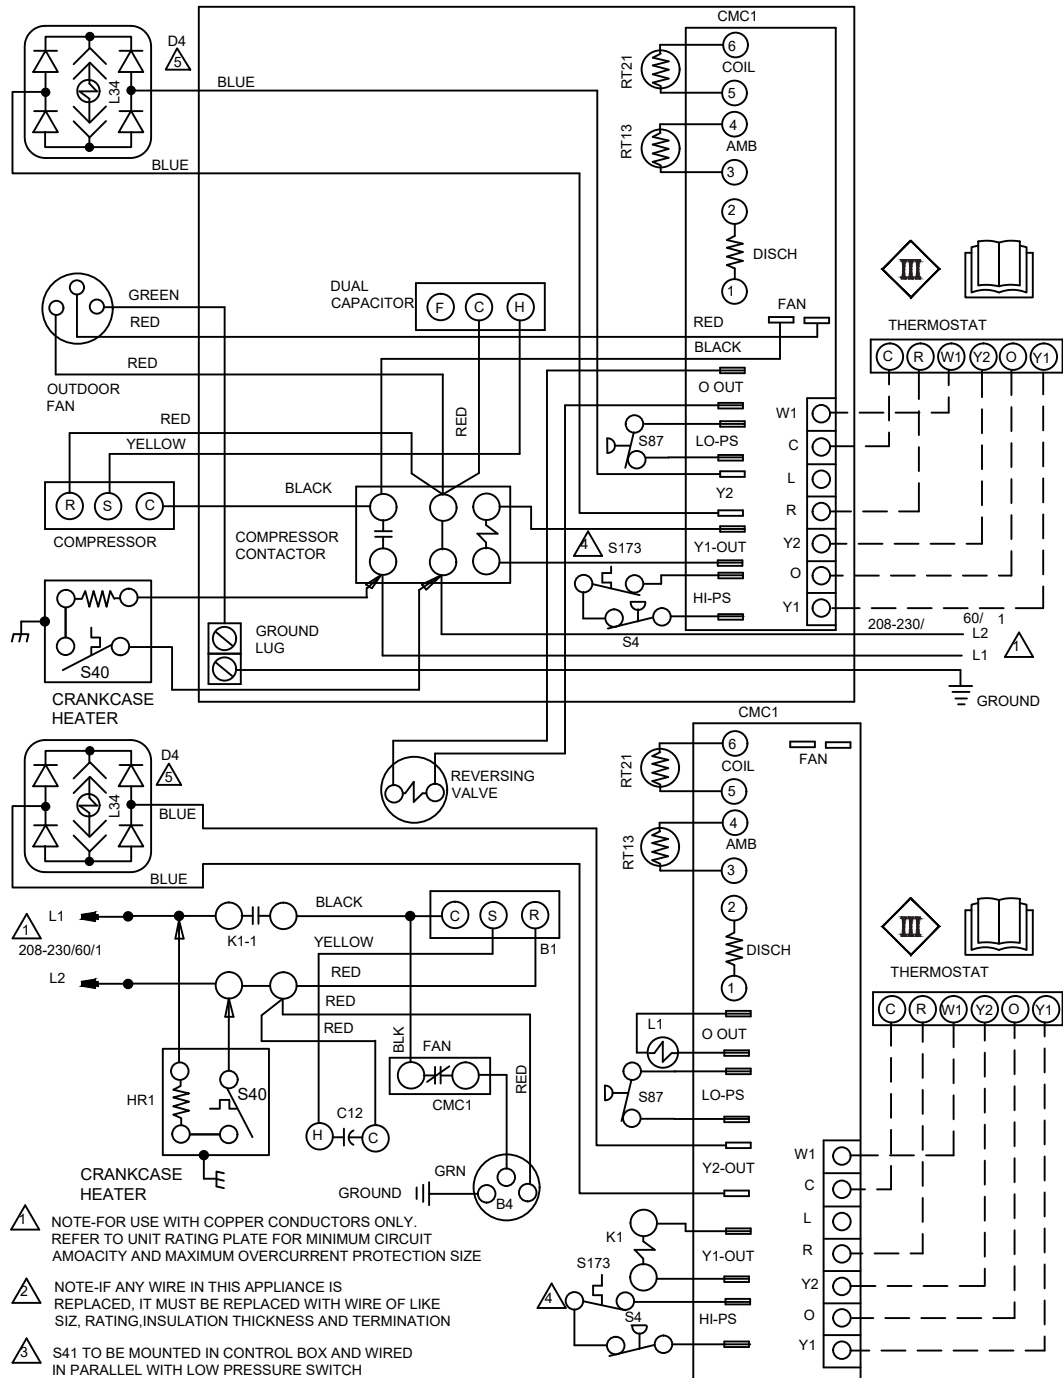 CMC1
D4
5
L34
BLUE
BLUE
RT21
6
COIL
5
RT13
4
AMB
3
2
DISCH
1
FAN
III
THERMOSTAT
C R W1 Y2 O Y1
GREEN
RED
RED
OUTDOOR
FAN
DUAL
CAPACITOR
F C H
RED
BLACK
O OUT
S87
LO-PS
Y2
Y1-OUT
HI-PS
W1
C
L
R
Y2
O
Y1
RED
YELLOW
RED
BLACK
R S C
COMPRESSOR
COMPRESSOR
CONTACTOR
4
S173
S4
208-230/ 60/ 1
L2
L1
1
GROUND
GROUND
LUG
S40
CRANKCASE
HEATER
REVERSING
VALVE
CMC1
D4
5
L34
BLUE
BLUE
RT21
6
COIL
5
FAN
RT13
4
AMB
3
2
DISCH
1
III
THERMOSTAT
C R W1 Y2 O Y1
1
L1
208-230/60/1
L2
K1-1
BLACK
C S R
B1
YELLOW
RED
RED
RED
BLK
FAN
CMC1
RED
HR1
S40
C12
H C
CRANKCASE
HEATER
GROUND
GRN
B4
L1
O OUT
S87
LO-PS
Y2-OUT
K1
Y1-OUT
S173
4
S4
HI-PS
W1
C
L
R
Y2
O
Y1
1 NOTE-FOR USE WITH COPPER CONDUCTORS ONLY.
REFER TO UNIT RATING PLATE FOR MINIMUM CIRCUIT
AMOACITY AND MAXIMUM OVERCURRENT PROTECTION SIZE
2 NOTE-IF ANY WIRE IN THIS APPLIANCE IS
REPLACED, IT MUST BE REPLACED WITH WIRE OF LIKE
SIZ, RATING,INSULATION THICKNESS AND TERMINATION
3 S41 TO BE MOUNTED IN CONTROL BOX AND WIRED
IN PARALLEL WITH LOW PRESSURE SWITCH